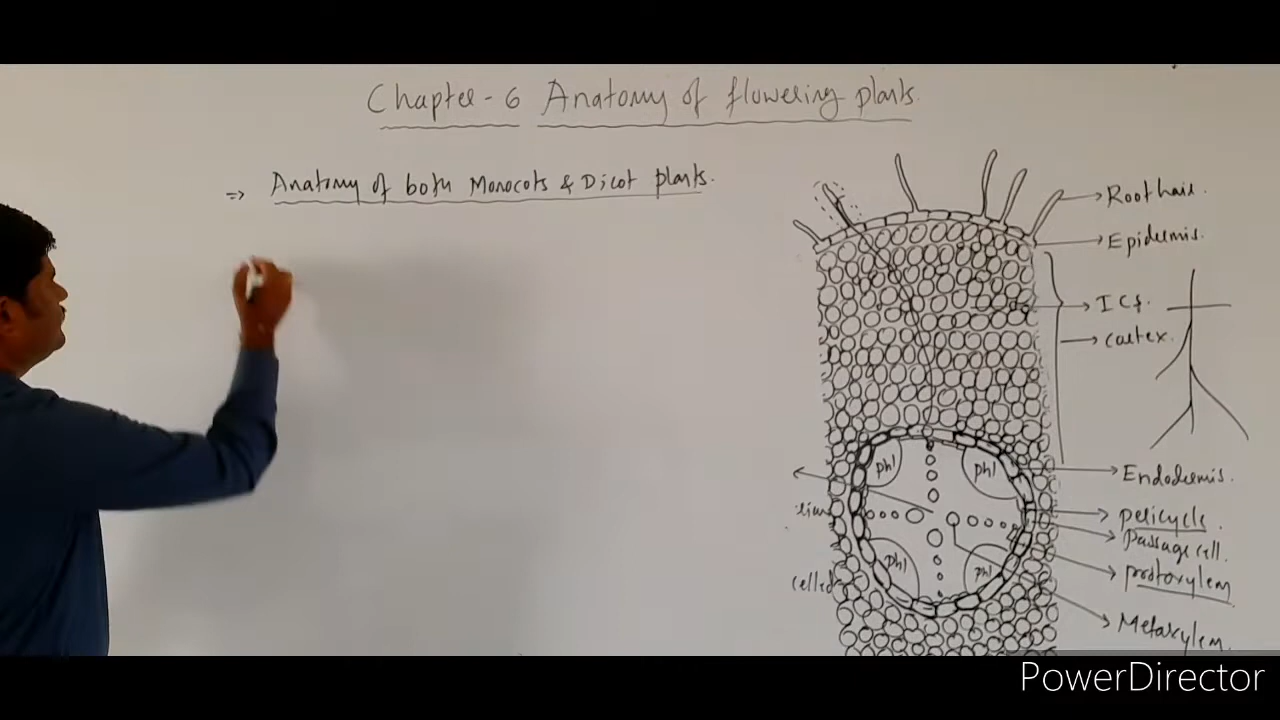 Chapter - 6 Anatomy of flowering plants.
⇒ Anatomy of both Monocots & Dicot plants.
Root hair.
Epidermis.
I C S.
Cortex.
Endodermis.
phl
phl
pericycle.
Passage cell.
phl
phl
protoxylem
celled
Metaxylem
PowerDirector